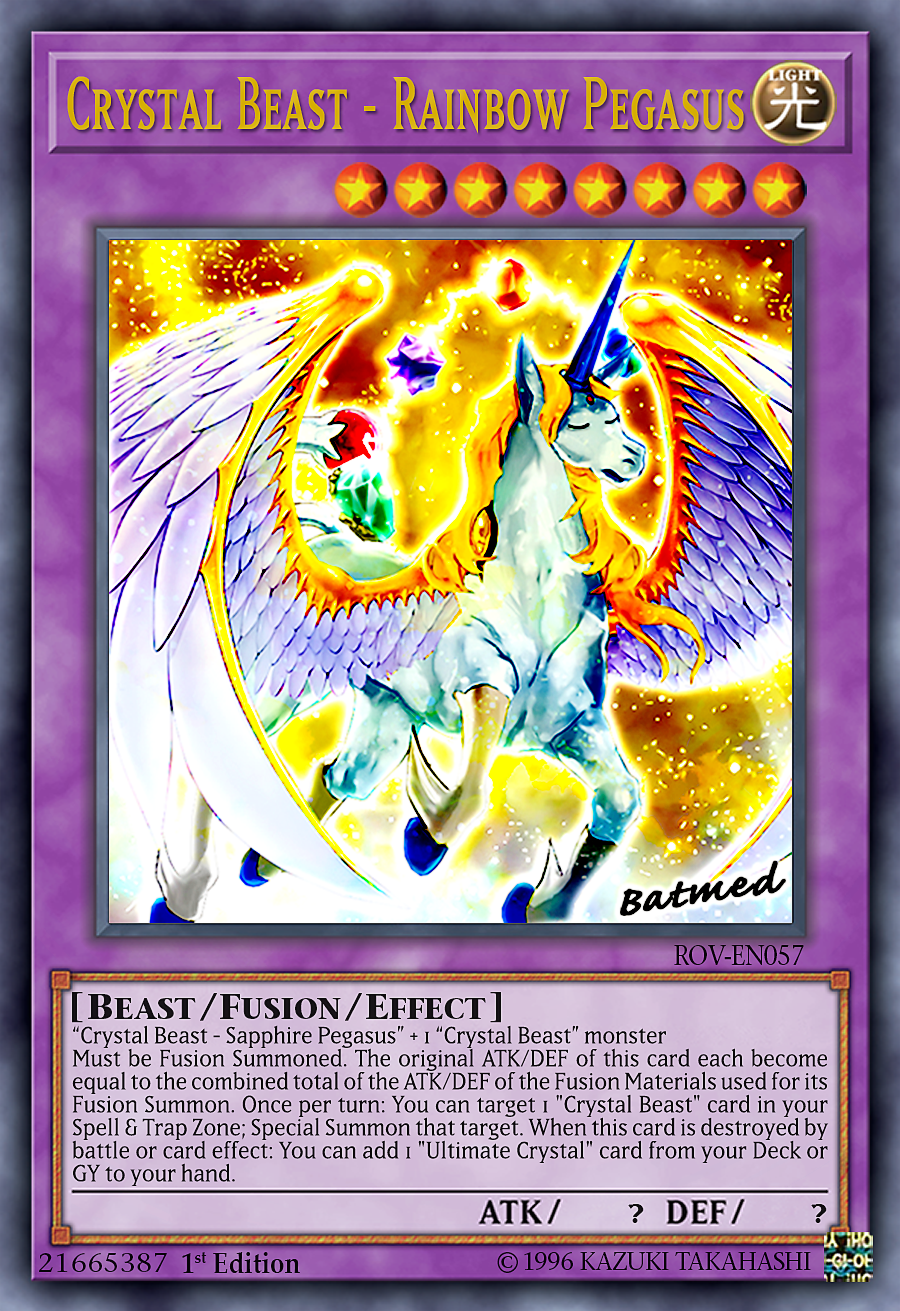 Crystal Beast - Rainbow Pegasus
LIGHT
光
Batmed
ROV-EN057
[Beast/Fusion/Effect]
“Crystal Beast - Sapphire Pegasus” + 1 “Crystal Beast” monster
Must be Fusion Summoned. The original ATK/DEF of this card each become
equal to the combined total of the ATK/DEF of the Fusion Materials used for its
Fusion Summon. Once per turn: You can target 1 "Crystal Beast" card in your
Spell & Trap Zone; Special Summon that target. When this card is destroyed by
battle or card effect: You can add 1 "Ultimate Crystal" card from your Deck or
GY to your hand.
ATK/ ? DEF/ ?
21665387 1st Edition © 1996 KAZUKI TAKAHASHI